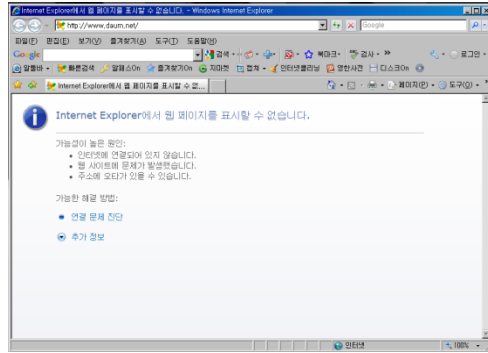 Internet Explorer에서 웹 페이지를 표시할 수 없습니다. - Windows Internet Explorer
http://www.daum.net/
Google
파일(F) 편집(E) 보기(V) 즐겨찾기(A) 도구(T) 도움말(H)
Google 검색 북마크 검사 로그인
알툴바 빠른검색 알패스On 즐겨찾기On 지마켓 캡쳐 인터넷클리닝 영한사전 디스크Os
Internet Explorer에서 웹 페이지를 표시할 수 없... 페이지(P) 도구(O)
Internet Explorer에서 웹 페이지를 표시할 수 없습니다.
가능성이 높은 원인:
• 인터넷에 연결되어 있지 않습니다.
• 웹 사이트에 문제가 발생했습니다.
• 주소에 오타가 있을 수 있습니다.
가능한 해결 방법:
• 연결 문제 진단
추가 정보
인터넷 100%